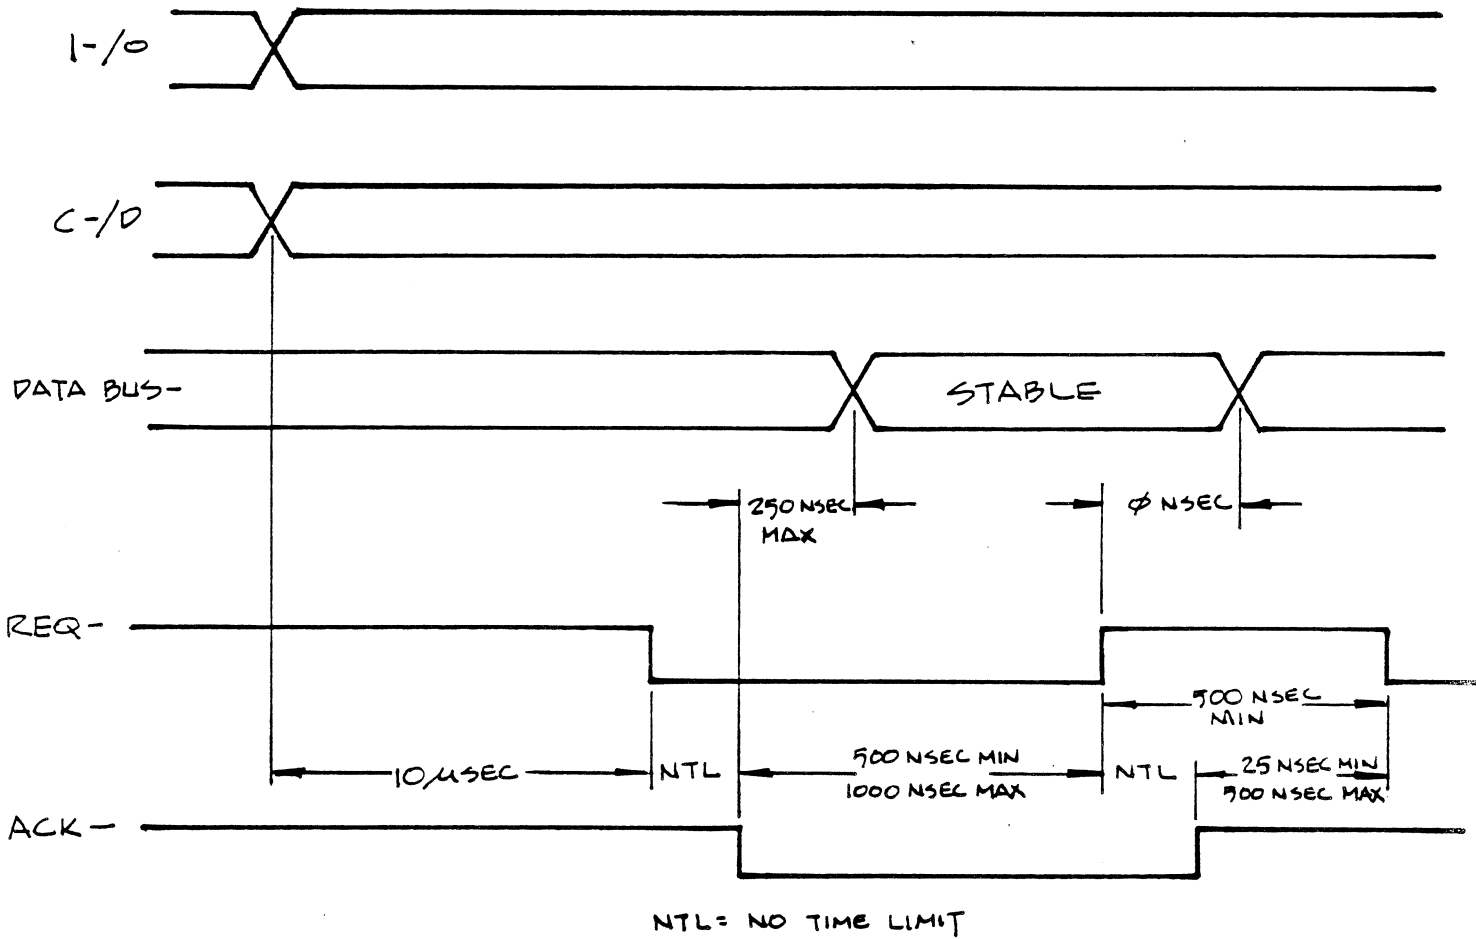 I-/O
C-/D
DATA BUS-
STABLE
250 NSEC
MAX
Ø NSEC
REQ-
500 NSEC
MIN
10 µSEC
NTL
500 NSEC MIN
1000 NSEC MAX
NTL
25 NSEC MIN
500 NSEC MAX
ACK-
NTL= NO TIME LIMIT